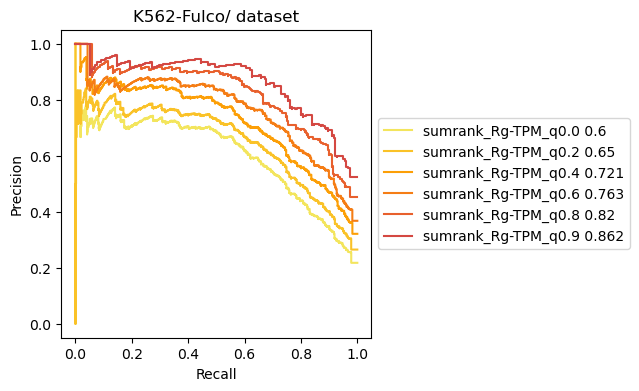 K562-Fulco/ dataset
1.0
0.8
0.6
0.4
0.2
0.0
Precision
0.0
0.2
0.4
0.6
0.8
1.0
Recall
sumrank_Rg-TPM_q0.0 0.6
sumrank_Rg-TPM_q0.2 0.65
sumrank_Rg-TPM_q0.4 0.721
sumrank_Rg-TPM_q0.6 0.763
sumrank_Rg-TPM_q0.8 0.82
sumrank_Rg-TPM_q0.9 0.862